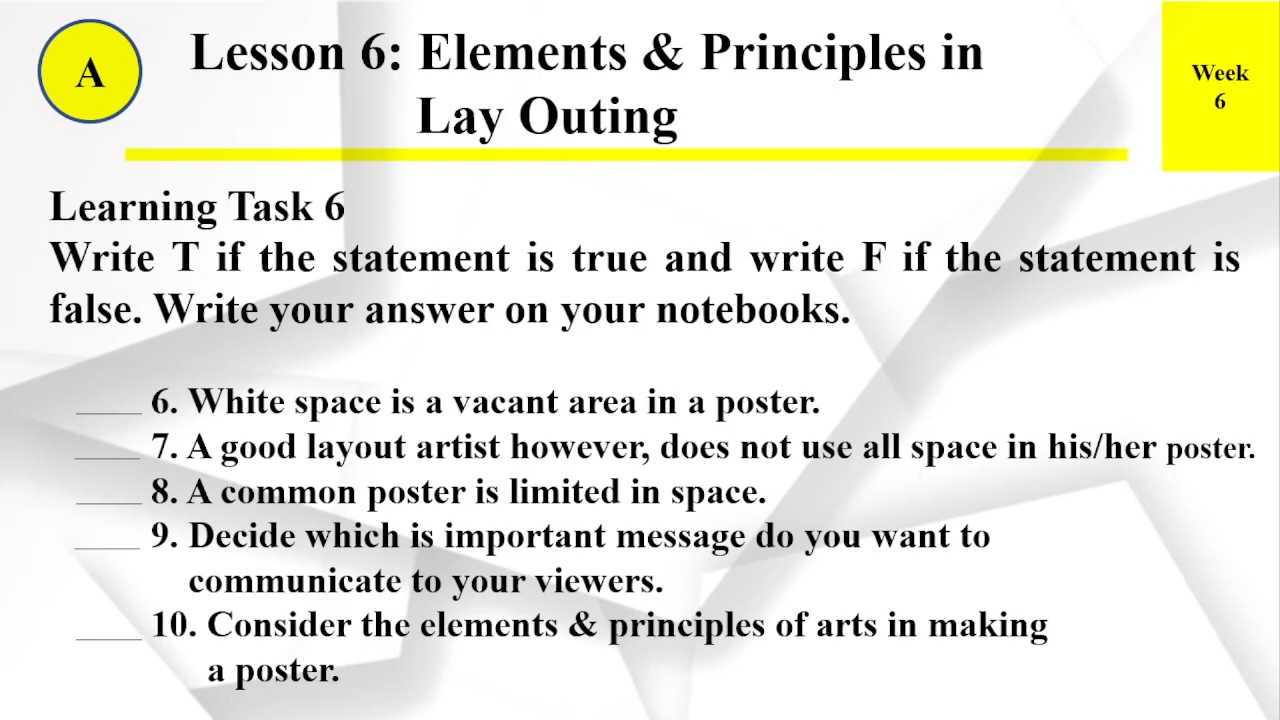 A
Lesson 6: Elements & Principles in
Lay Outing
Week
6
Learning Task 6
Write T if the statement is true and write F if the statement is
false. Write your answer on your notebooks.
____ 6. White space is a vacant area in a poster.
____ 7. A good layout artist however, does not use all space in his/her poster.
____ 8. A common poster is limited in space.
____ 9. Decide which is important message do you want to
communicate to your viewers.
____ 10. Consider the elements & principles of arts in making
a poster.